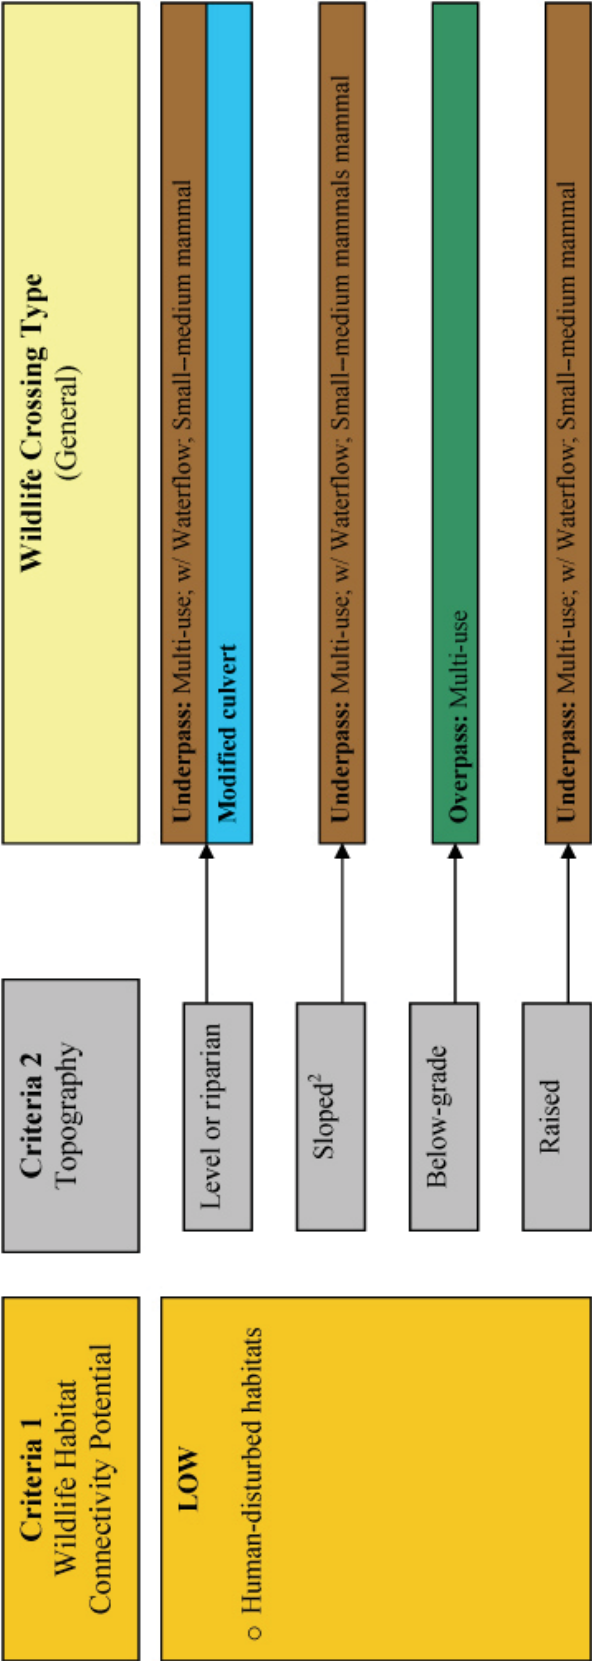 Criteria 1
Wildlife Habitat
Connectivity Potential
Criteria 2
Topography
Wildlife Crossing Type
(General)
LOW
○ Human-disturbed habitats
Level or riparian
Underpass: Multi-use; w/ Waterflow; Small–medium mammal
Modified culvert
Sloped²
Underpass: Multi-use; w/ Waterflow; Small–medium mammals mammal
Below-grade
Overpass: Multi-use
Raised
Underpass: Multi-use; w/ Waterflow; Small–medium mammal